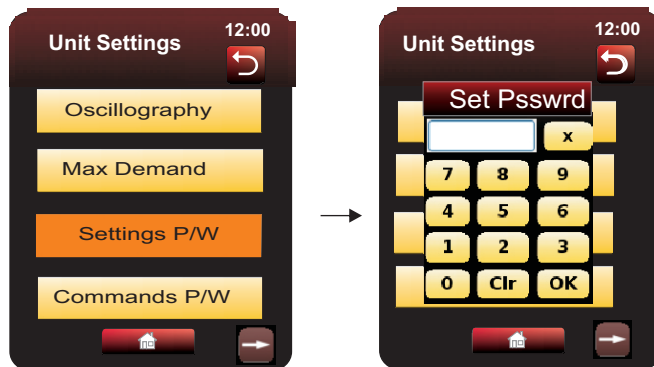 Unit Settings 12:00
Oscillography
Max Demand
Settings P/W
Commands P/W
Unit Settings 12:00
Set Psswrd
x
7 8 9
4 5 6
1 2 3
0 Clr OK